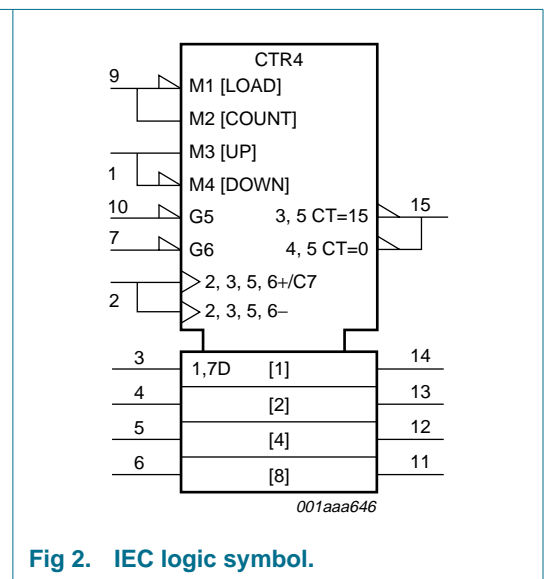 CTR4
9
M1 [LOAD]
M2 [COUNT]
M3 [UP]
1
M4 [DOWN]
10
G5
3, 5 CT=15
15
7
G6
4, 5 CT=0
2, 3, 5, 6+/C7
2
2, 3, 5, 6–
3
1,7D
[1]
14
4
[2]
13
5
[4]
12
6
[8]
11
001aaa646
Fig 2. IEC logic symbol.